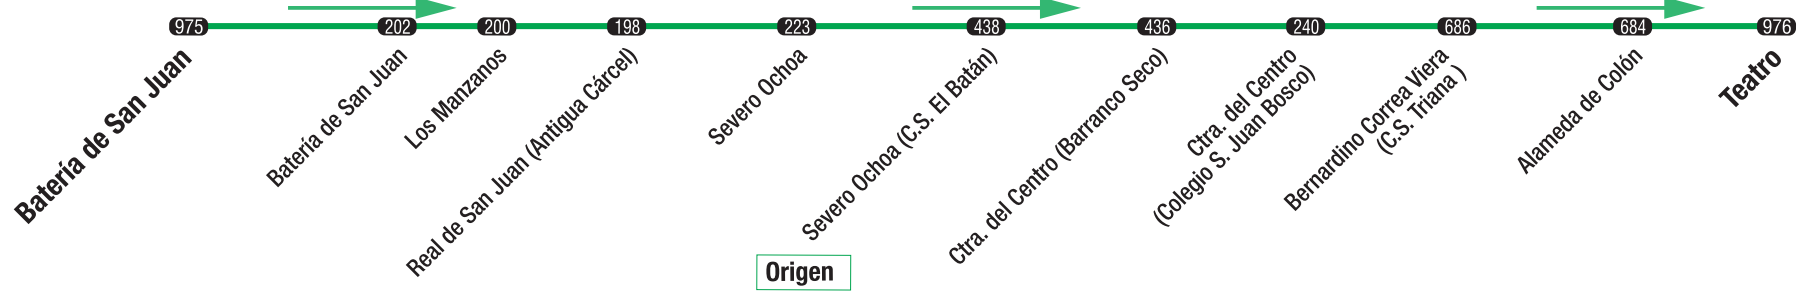 975 202 200 198 223 438 436 240 686 684 976
Batería de San Juan
Batería de San Juan
Los Manzanos
Real de San Juan (Antigua Cárcel)
Severo Ochoa
Severo Ochoa (C.S. El Batán)
Ctra. del Centro (Barranco Seco)
Ctra. del Centro
(Colegio S. Juan Bosco)
Bernardino Correa Viera
(C.S. Triana )
Alameda de Colón
Teatro
Origen